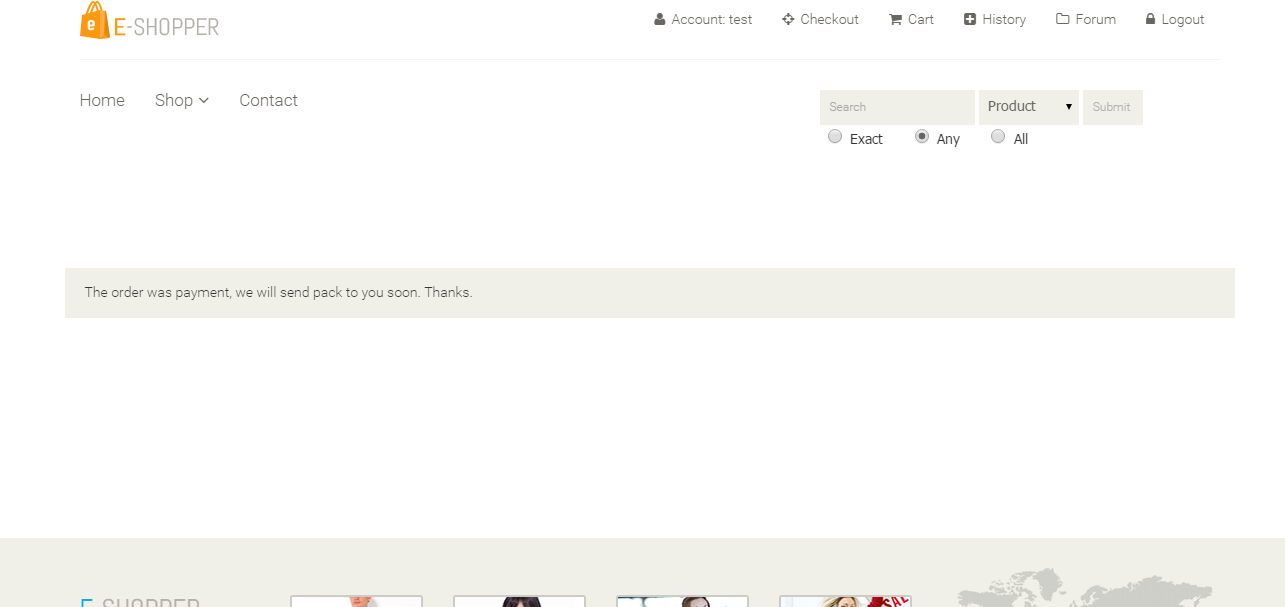 E-SHOPPER
Account: test Checkout Cart History Forum Logout
Home Shop Contact
Search Product Submit
Exact Any All
The order was payment, we will send pack to you soon. Thanks.
E-SHOPPER
SALE